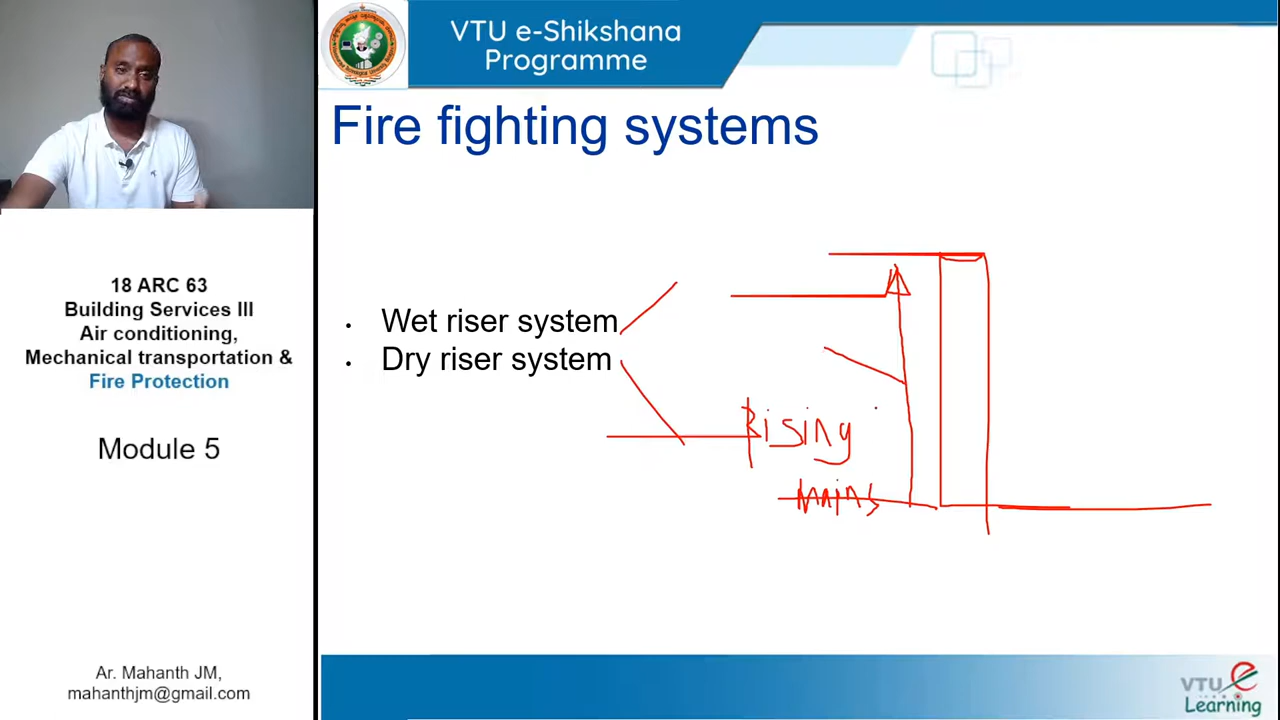 VTU e-Shikshana
Programme
Fire fighting systems
18 ARC 63
Building Services III
Air conditioning,
Mechanical transportation &
Fire Protection
Module 5
Ar. Mahanth JM,
mahanthjm@gmail.com
• Wet riser system
• Dry riser system
Rising
Mains
VTU e
Learning